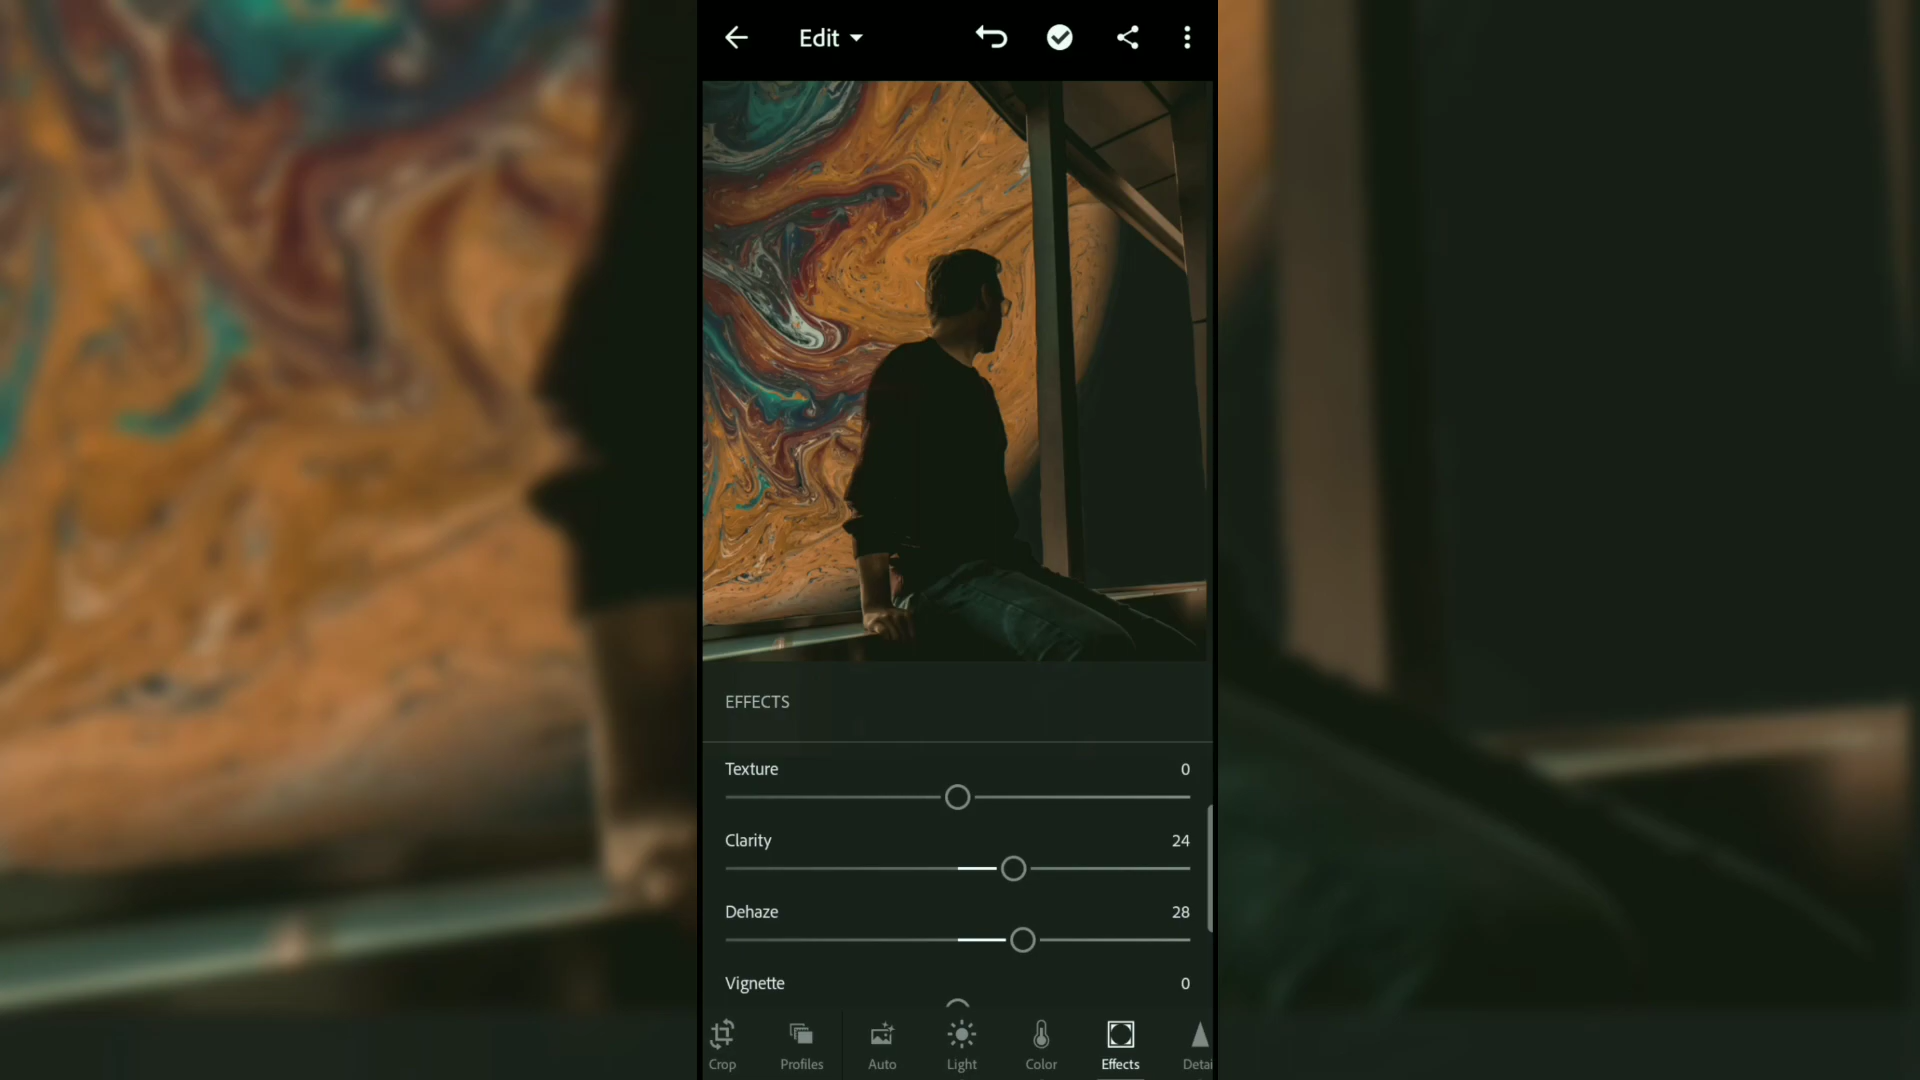 Edit
EFFECTS
Texture 0
Clarity 24
Dehaze 28
Vignette 0
Crop Profiles Auto Light Color Effects Detai